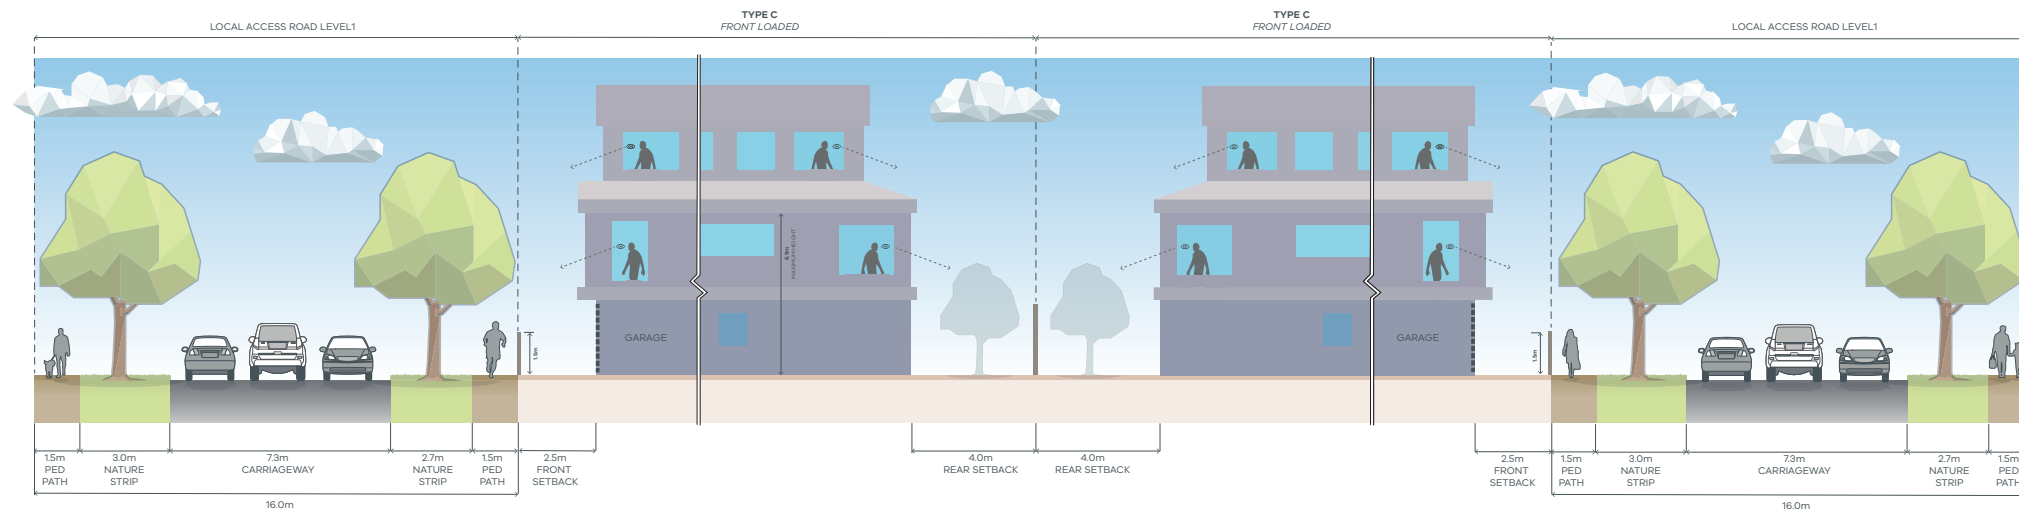 LOCAL ACCESS ROAD LEVEL1
TYPE C
FRONT LOADED
TYPE C
FRONT LOADED
LOCAL ACCESS ROAD LEVEL1
6.9m
MAXIMUM HEIGHT
GARAGE
GARAGE
1.5m
1.5m
1.5m
PED
PATH
3.0m
NATURE
STRIP
7.3m
CARRIAGEWAY
2.7m
NATURE
STRIP
1.5m
PED
PATH
2.5m
FRONT
SETBACK
4.0m
REAR SETBACK
4.0m
REAR SETBACK
2.5m
FRONT
SETBACK
1.5m
PED
PATH
3.0m
NATURE
STRIP
7.3m
CARRIAGEWAY
2.7m
NATURE
STRIP
1.5m
PED
PATH
16.0m
16.0m